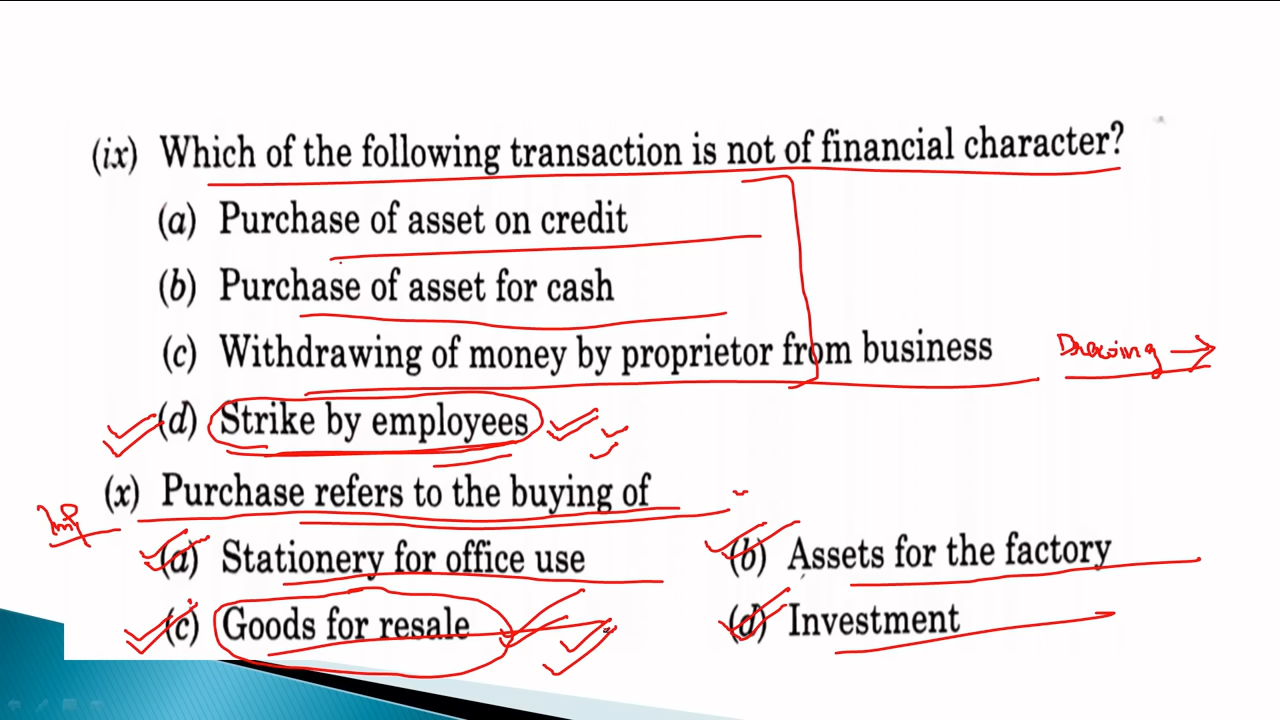 (ix) Which of the following transaction is not of financial character?
(a) Purchase of asset on credit
(b) Purchase of asset for cash
(c) Withdrawing of money by proprietor from business Drawing →
(d) Strike by employees
(x) Purchase refers to the buying of
Imp
(a) Stationery for office use (b) Assets for the factory
(c) Goods for resale (d) Investment